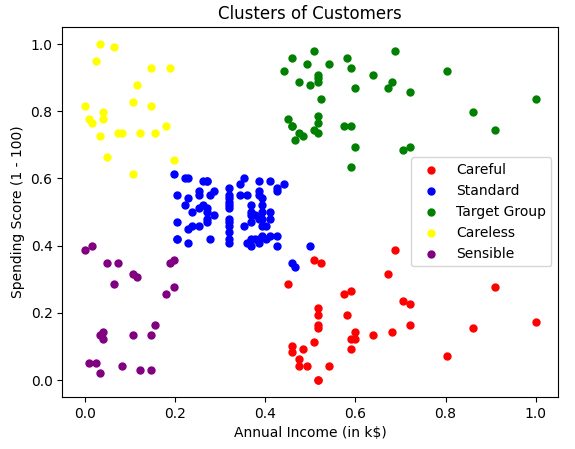 Clusters of Customers
Spending Score (1 - 100)
1.0
0.8
0.6
0.4
0.2
0.0
Careful
Standard
Target Group
Careless
Sensible
0.0 0.2 0.4 0.6 0.8 1.0
Annual Income (in k$)